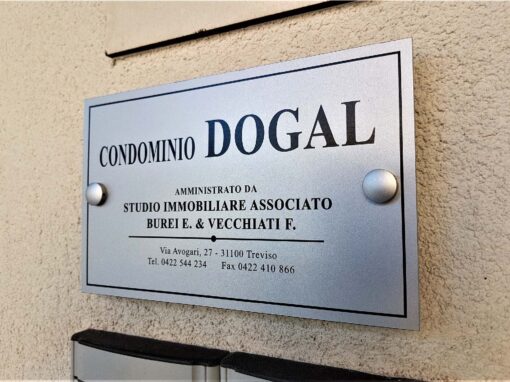 CONDOMINIO DOGAL
AMMINISTRATO DA
STUDIO IMMOBILIARE ASSOCIATO
BUREI E. & VECCHIATI F.
Via Avogari, 27 - 31100 Treviso
Tel. 0422 544 234 Fax 0422 410 866